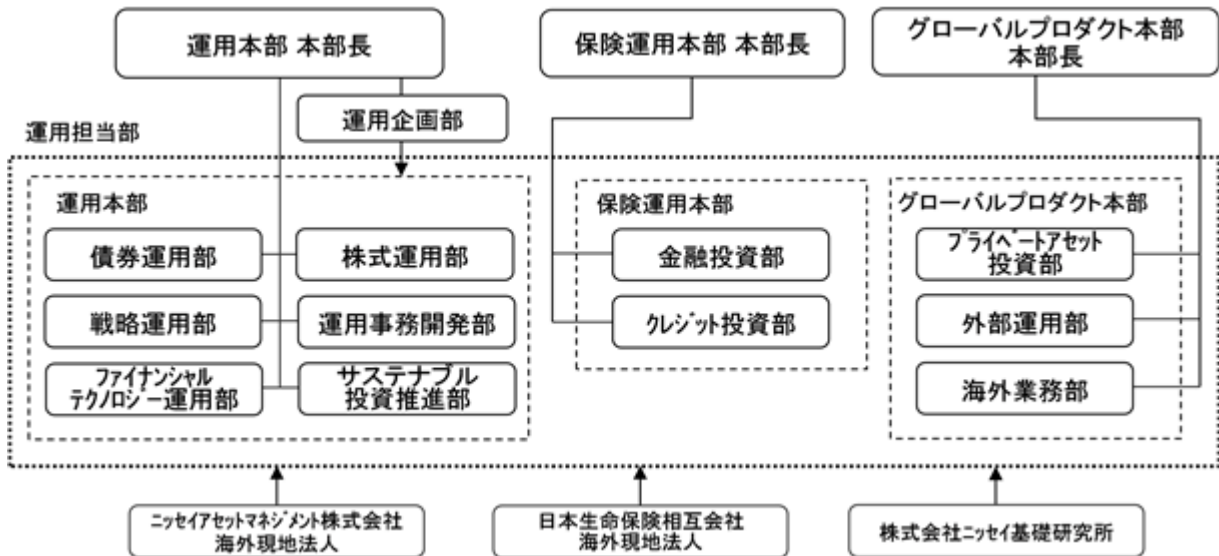 運用本部 本部長
保険運用本部 本部長
グローバルプロダクト本部
本部長
運用企画部
運用担当部
運用本部
債券運用部
株式運用部
戦略運用部
運用事務開発部
ファイナンシャル
テクノロジー運用部
サステナブル
投資推進部
保険運用本部
金融投資部
クレジット投資部
グローバルプロダクト本部
プライベートアセット
投資部
外部運用部
海外業務部
ニッセイアセットマネジメント株式会社
海外現地法人
日本生命保険相互会社
海外現地法人
株式会社ニッセイ基礎研究所